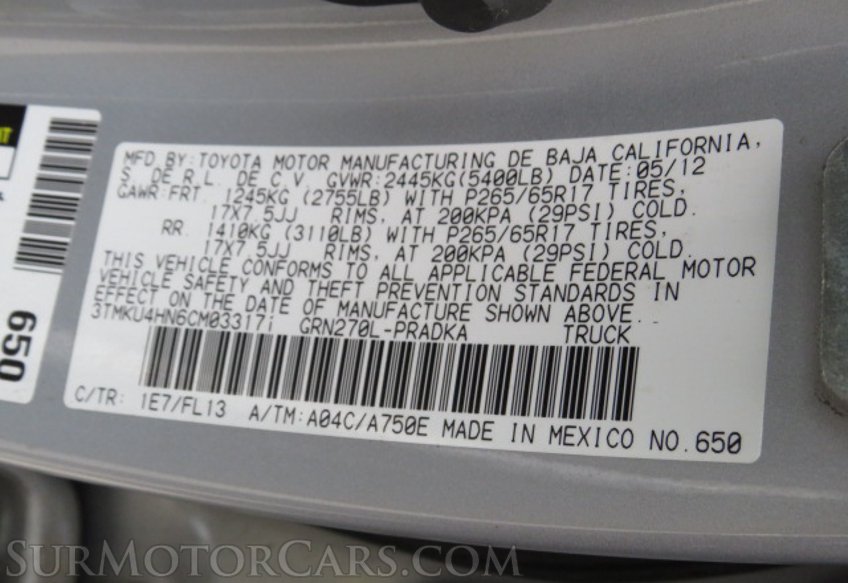 MFD. BY: TOYOTA MOTOR MANUFACTURING DE BAJA CALIFORNIA,
S. DE R.L. DE C.V. GVWR: 2445KG(5400LB) DATE: 05/12
GAWR: FRT. 1245KG (2755LB) WITH P265/65R17 TIRES,
17X7.5JJ RIMS, AT 200KPA (29PSI) COLD.
RR. 1410KG (3110LB) WITH P265/65R17 TIRES,
17X7.5JJ RIMS, AT 200KPA (29PSI) COLD.
THIS VEHICLE CONFORMS TO ALL APPLICABLE FEDERAL MOTOR
VEHICLE SAFETY AND THEFT PREVENTION STANDARDS IN
EFFECT ON THE DATE OF MANUFACTURE SHOWN ABOVE.
3TMKU4HN6CM03317i GRN270L-PRADKA TRUCK
C/TR: 1E7/FL13 A/TM: A04C/A750E MADE IN MEXICO NO. 650
650
SURMOTORCARS.COM